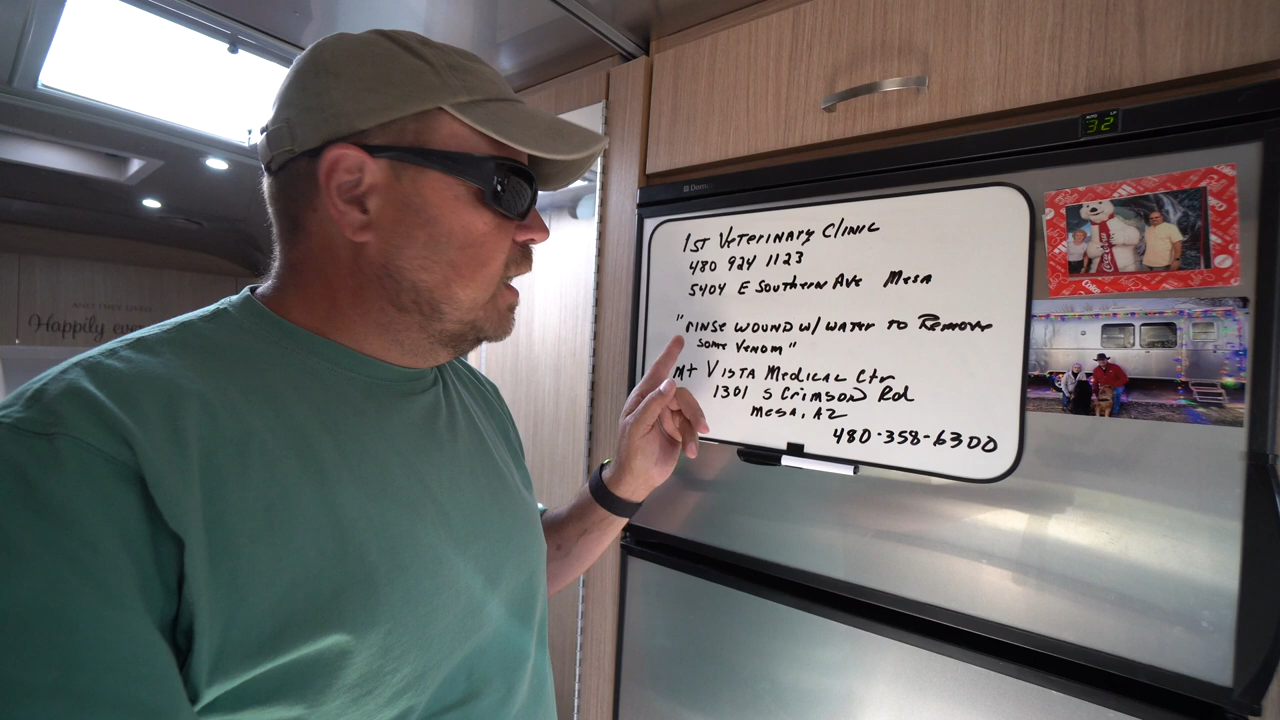 1ST VETERINARY CLINIC
480 924 1123
5404 E SOUTHERN AVE MESA
"RINSE WOUND W/ WATER TO REMOVE
SOME VENOM"
MT VISTA MEDICAL CTR
1301 S CRIMSON Rd
MESA, AZ
480-358-6300
32
Happily